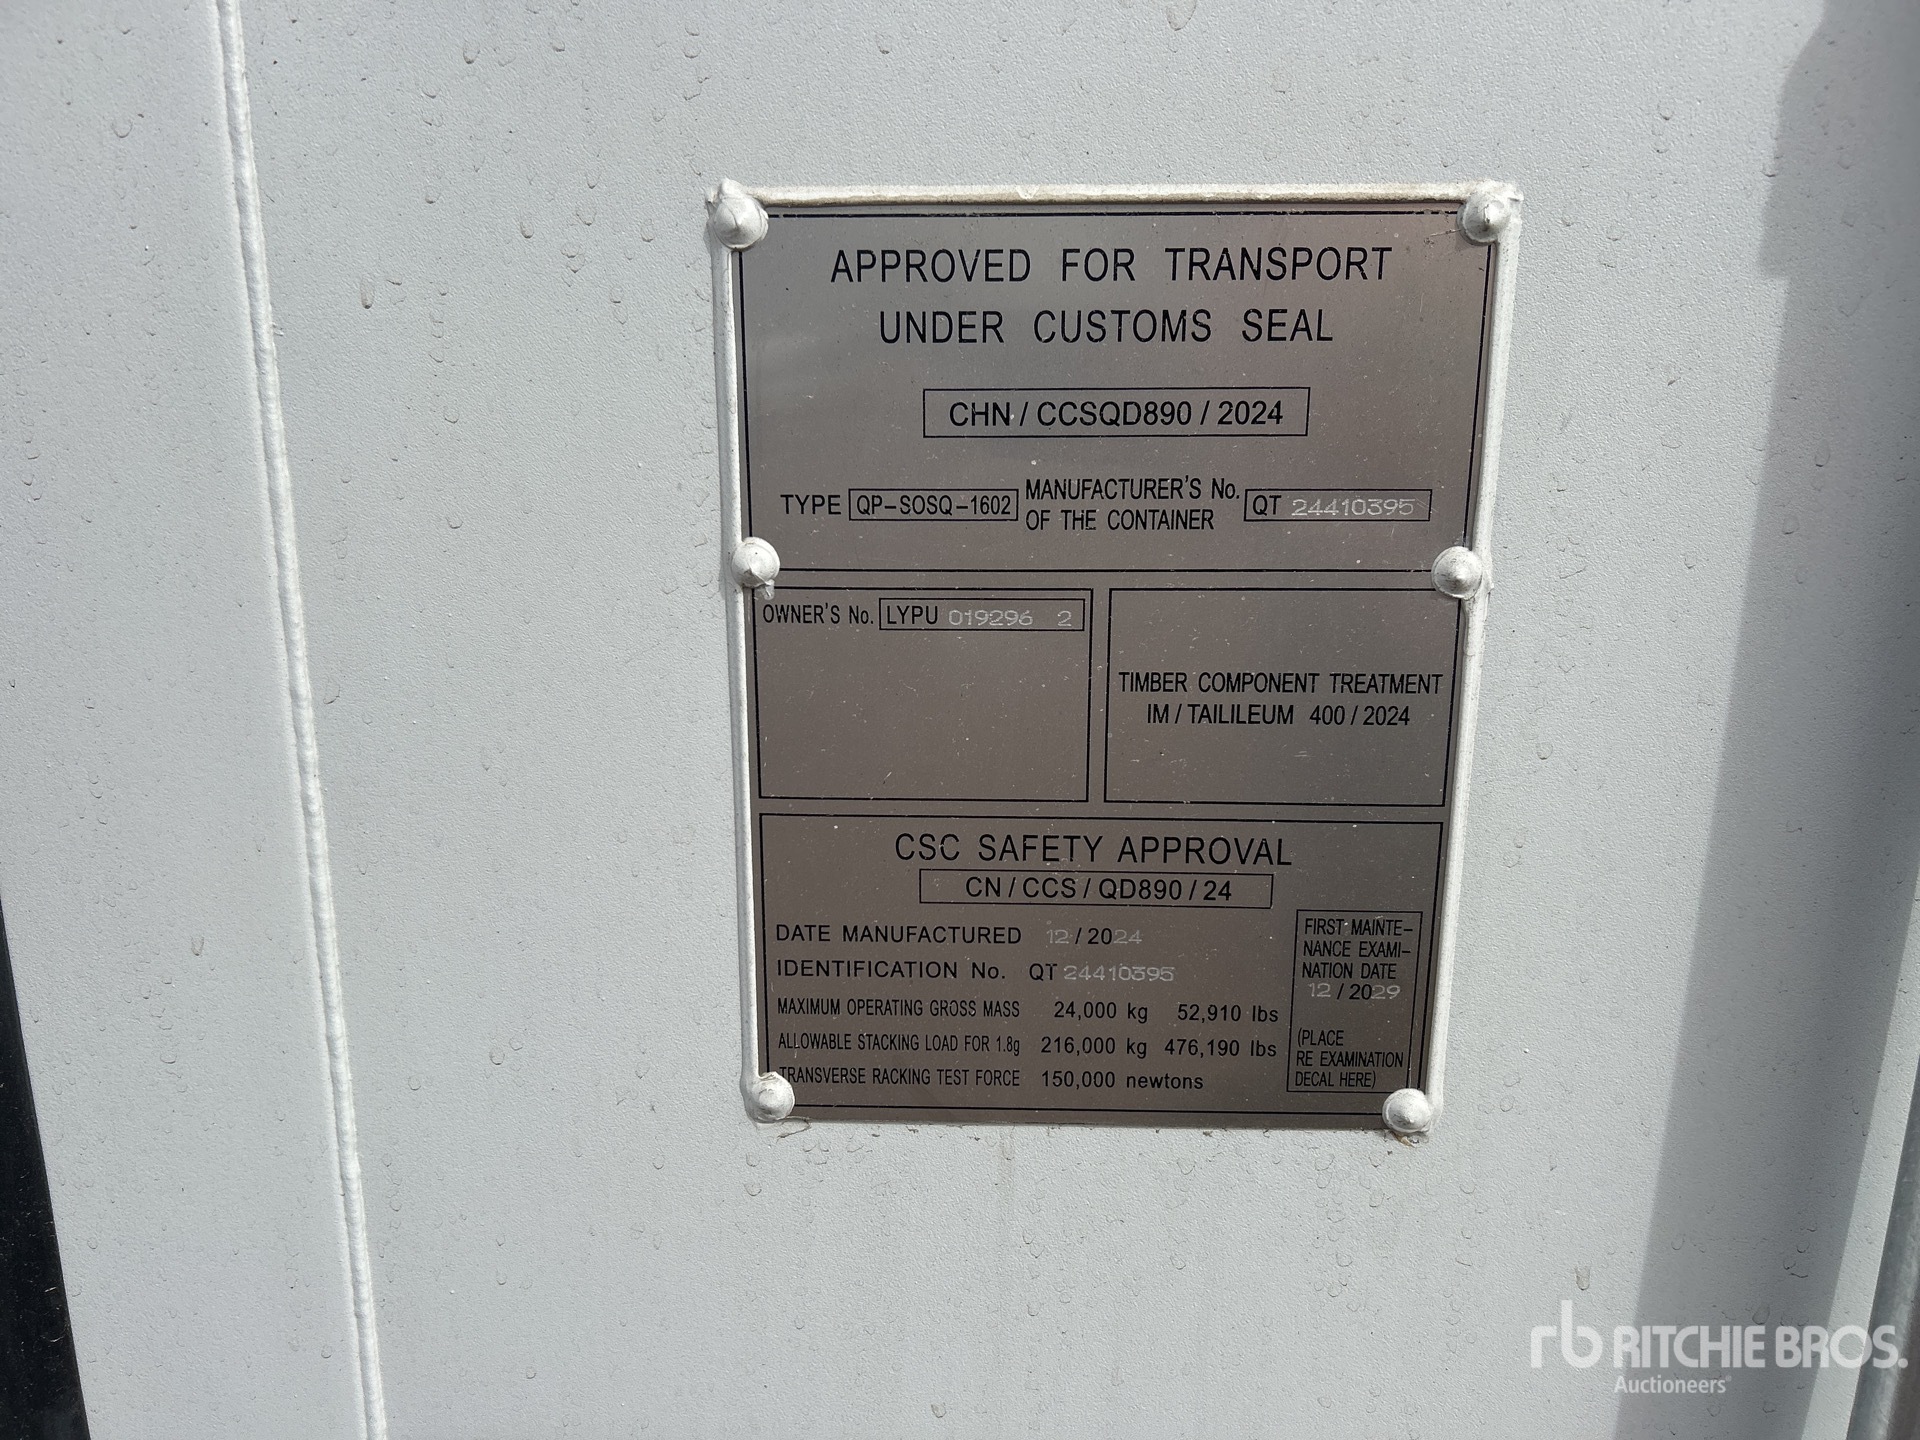 APPROVED FOR TRANSPORT
UNDER CUSTOMS SEAL
CHN / CCSQD890 / 2024
TYPE QP-SOSQ-1602 MANUFACTURER'S No. OF THE CONTAINER QT 24410395
OWNER'S No. LYPU 019296 2
TIMBER COMPONENT TREATMENT
IM / TAILILEUM 400 / 2024
CSC SAFETY APPROVAL
CN / CCS / QD890 / 24
DATE MANUFACTURED 12 / 2024
IDENTIFICATION No. QT 24410395
MAXIMUM OPERATING GROSS MASS 24,000 kg 52,910 lbs
ALLOWABLE STACKING LOAD FOR 1.8g 216,000 kg 476,190 lbs
TRANSVERSE RACKING TEST FORCE 150,000 newtons
FIRST MAINTE-
NANCE EXAMI-
NATION DATE
12 / 2029
(PLACE
RE EXAMINATION
DECAL HERE)
rb RITCHIE BROS.
Auctioneers